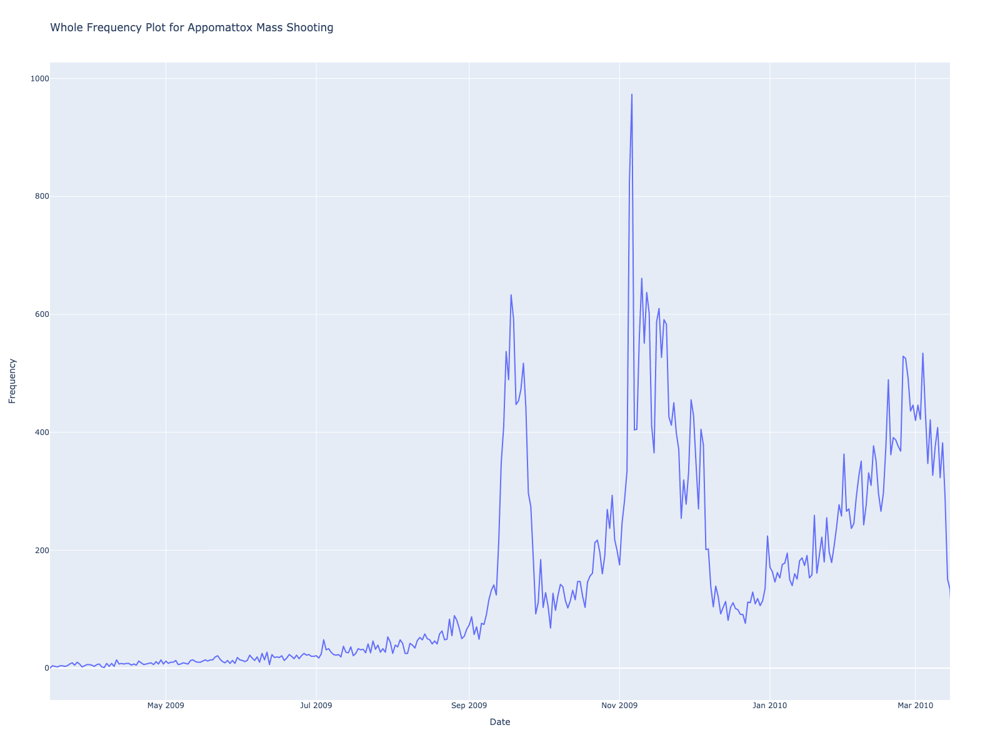 Whole Frequency Plot for Appomattox Mass Shooting
1000
800
600
400
200
0
Frequency
May 2009
Jul 2009
Sep 2009
Nov 2009
Jan 2010
Mar 2010
Date